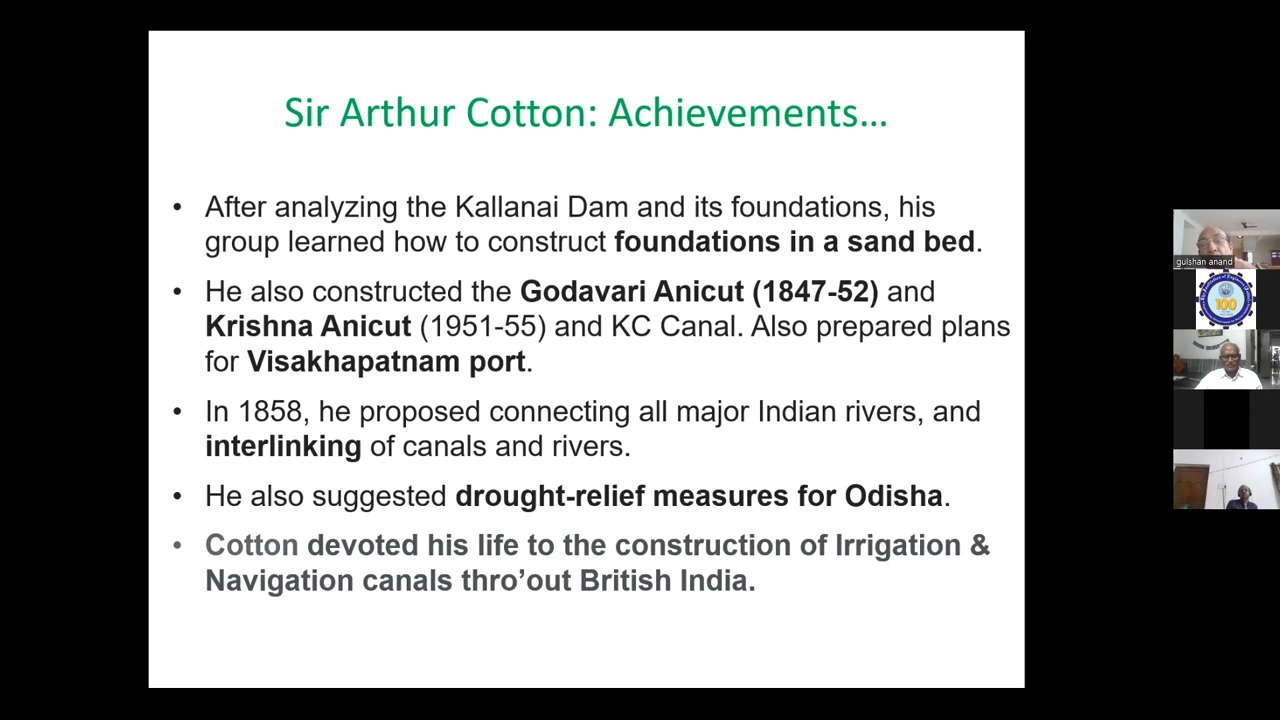 Sir Arthur Cotton: Achievements...
• After analyzing the Kallanai Dam and its foundations, his
group learned how to construct foundations in a sand bed.
• He also constructed the Godavari Anicut (1847-52) and
Krishna Anicut (1951-55) and KC Canal. Also prepared plans
for Visakhapatnam port.
• In 1858, he proposed connecting all major Indian rivers, and
interlinking of canals and rivers.
• He also suggested drought-relief measures for Odisha.
• Cotton devoted his life to the construction of Irrigation &
Navigation canals thro’out British India.
gulshan anand
100